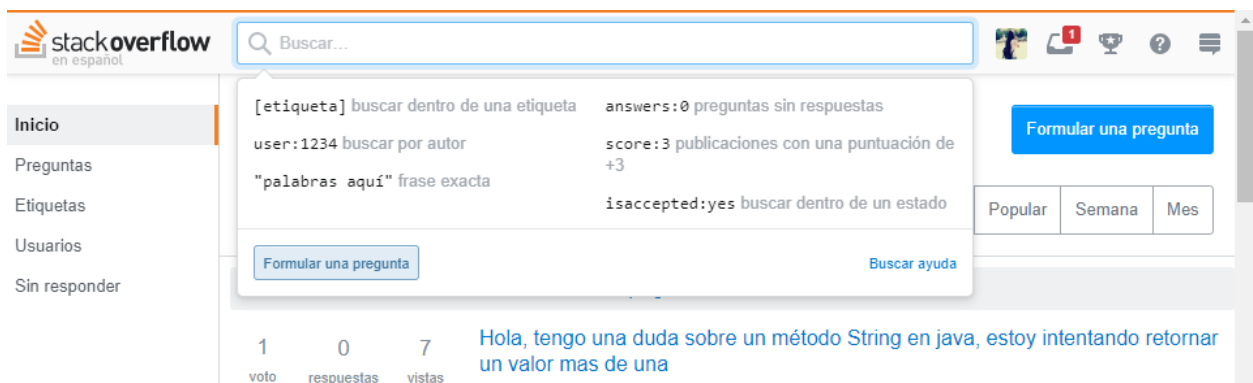 stackoverflow
en español
Buscar...
1
Inicio
Preguntas
Etiquetas
Usuarios
Sin responder
[etiqueta] buscar dentro de una etiqueta
user:1234 buscar por autor
"palabras aquí" frase exacta
answers:0 preguntas sin respuestas
score:3 publicaciones con una puntuación de
+3
isaccepted:yes buscar dentro de un estado
Formular una pregunta
Buscar ayuda
Formular una pregunta
Popular Semana Mes
1 0 7
voto respuestas vistas
Hola, tengo una duda sobre un método String en java, estoy intentando retornar
un valor mas de una